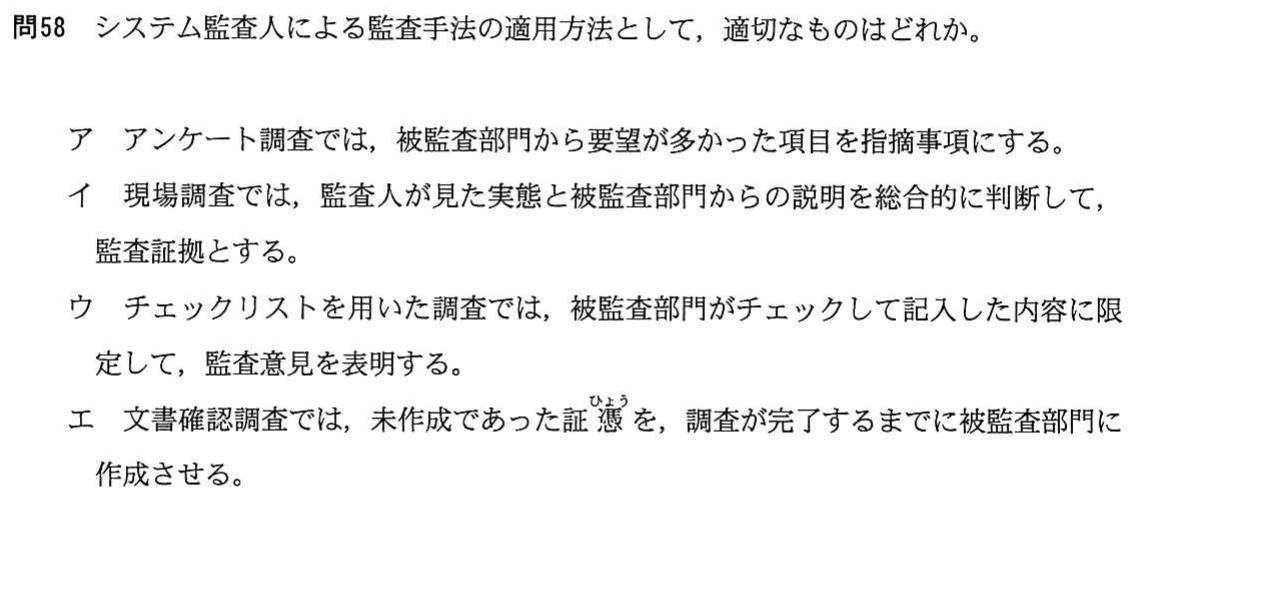 問58 システム監査人による監査手法の適用方法として，適切なものはどれか。
ア アンケート調査では，被監査部門から要望が多かった項目を指摘事項にする。
イ 現場調査では，監査人が見た実態と被監査部門からの説明を総合的に判断して，
監査証拠とする。
ウ チェックリストを用いた調査では，被監査部門がチェックして記入した内容に限
定して，監査意見を表明する。
ひょう
エ 文書確認調査では，未作成であった証憑を，調査が完了するまでに被監査部門に
作成させる。